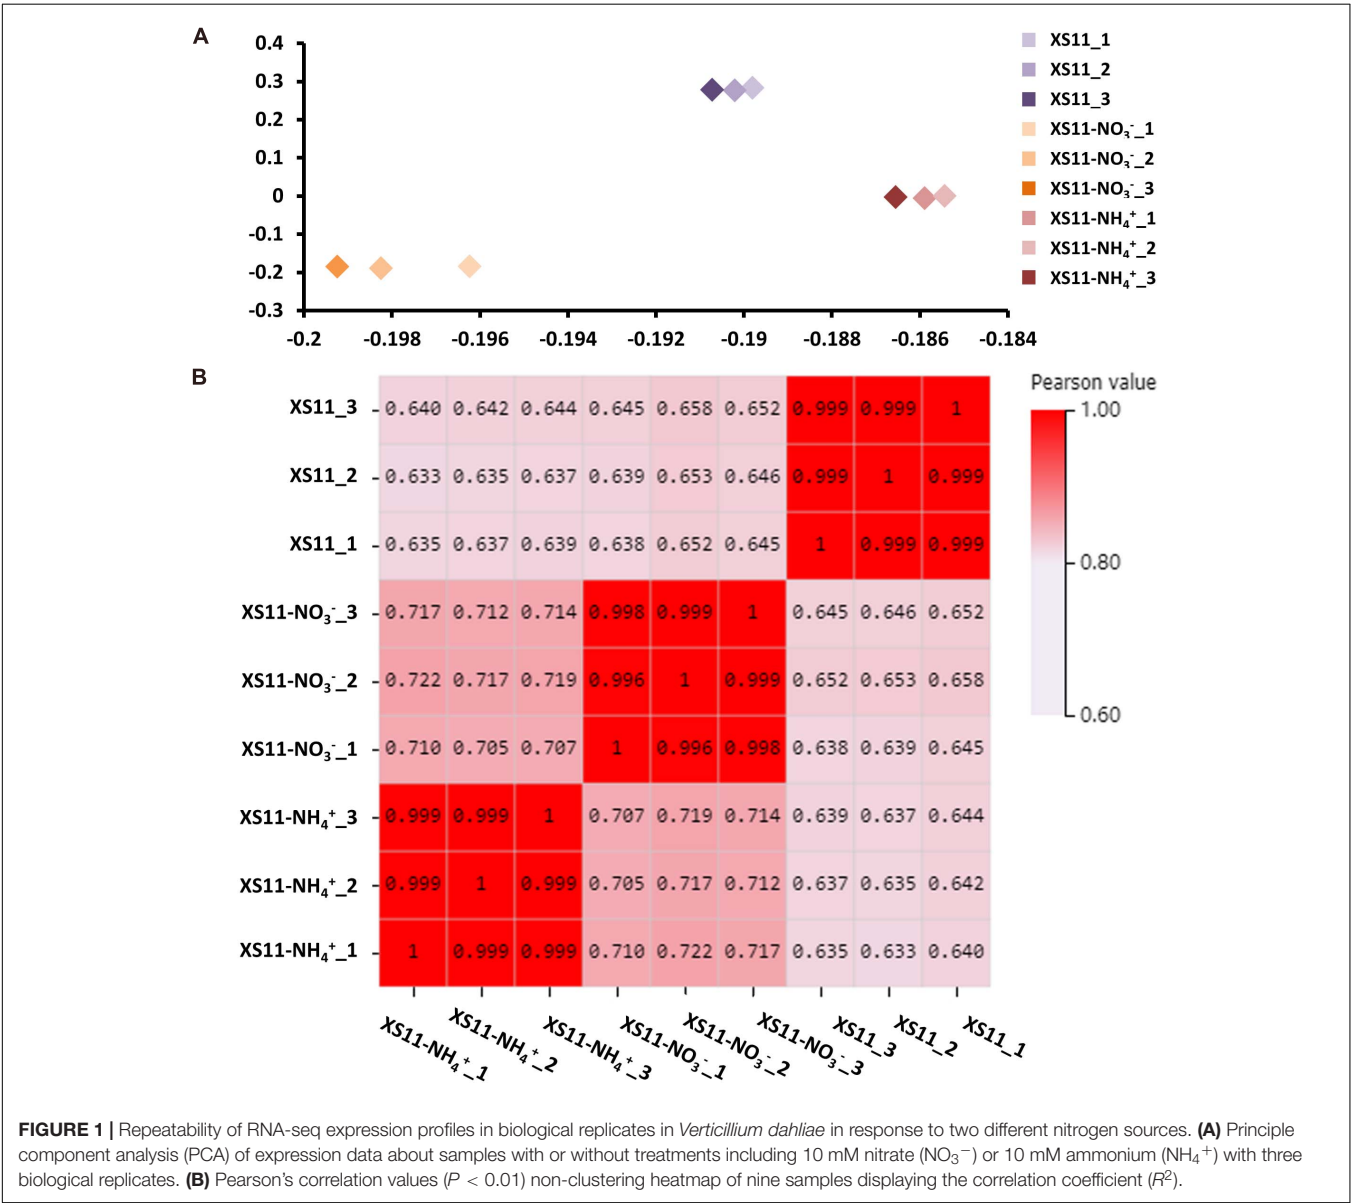 A
0.4
0.3
0.2
0.1
0
-0.1
-0.2
-0.3
-0.2 -0.198 -0.196 -0.194 -0.192 -0.19 -0.188 -0.186 -0.184
XS11_1
XS11_2
XS11_3
XS11-NO₃⁻_1
XS11-NO₃⁻_2
XS11-NO₃⁻_3
XS11-NH₄⁺_1
XS11-NH₄⁺_2
XS11-NH₄⁺_3
B
XS11_3 0.640 0.642 0.644 0.645 0.658 0.652 0.999 0.999 1
XS11_2 0.633 0.635 0.637 0.639 0.653 0.646 0.999 1 0.999
XS11_1 0.635 0.637 0.639 0.638 0.652 0.645 1 0.999 0.999
XS11-NO₃⁻_3 0.717 0.712 0.714 0.998 0.999 1 0.645 0.646 0.652
XS11-NO₃⁻_2 0.722 0.717 0.719 0.996 1 0.999 0.652 0.653 0.658
XS11-NO₃⁻_1 0.710 0.705 0.707 1 0.996 0.998 0.638 0.639 0.645
XS11-NH₄⁺_3 0.999 0.999 1 0.707 0.719 0.714 0.639 0.637 0.644
XS11-NH₄⁺_2 0.999 1 0.999 0.705 0.717 0.712 0.637 0.635 0.642
XS11-NH₄⁺_1 1 0.999 0.999 0.710 0.722 0.717 0.635 0.633 0.640
XS11-NH₄⁺_1 XS11-NH₄⁺_2 XS11-NH₄⁺_3 XS11-NO₃⁻_1 XS11-NO₃⁻_2 XS11-NO₃⁻_3 XS11_3 XS11_2 XS11_1
Pearson value
1.00
0.80
0.60
FIGURE 1 | Repeatability of RNA-seq expression profiles in biological replicates in Verticillium dahliae in response to two different nitrogen sources. (A) Principle
component analysis (PCA) of expression data about samples with or without treatments including 10 mM nitrate (NO₃⁻) or 10 mM ammonium (NH₄⁺) with three
biological replicates. (B) Pearson's correlation values (P < 0.01) non-clustering heatmap of nine samples displaying the correlation coefficient (R²).